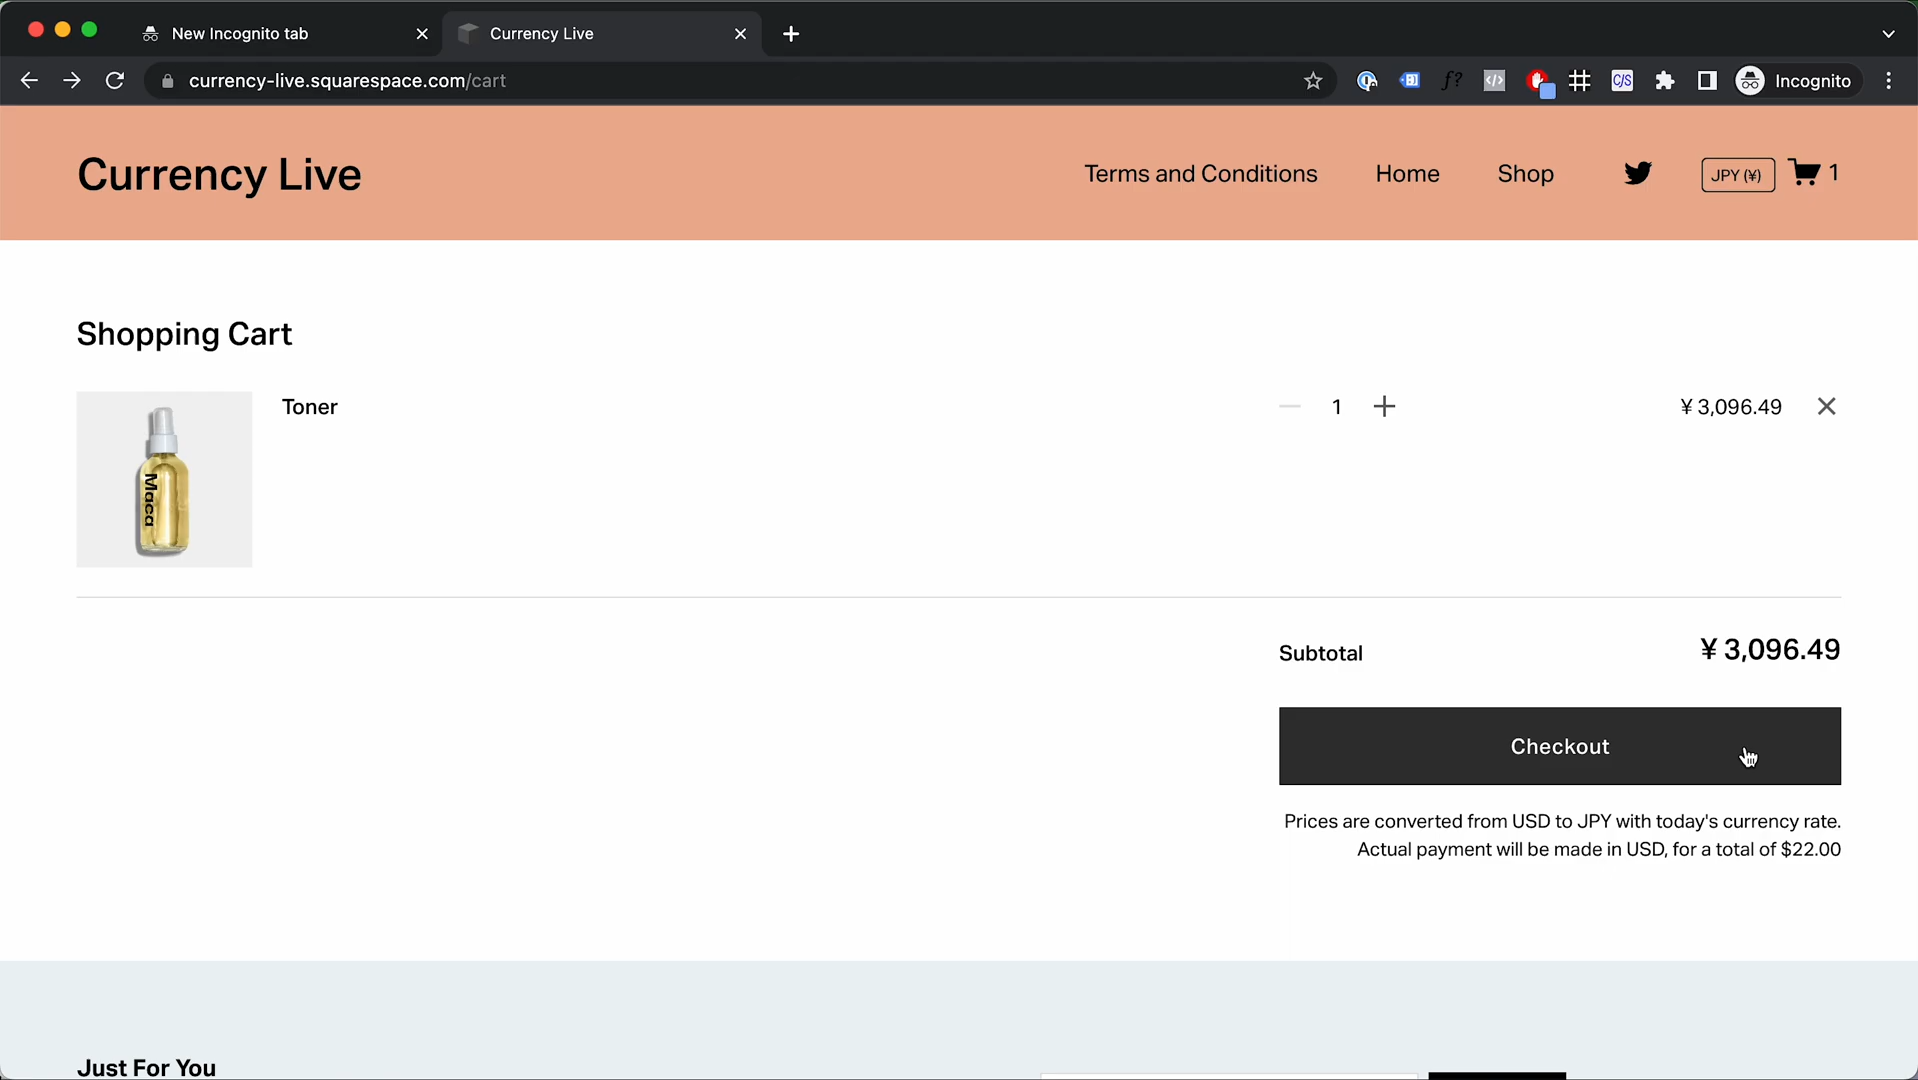 New Incognito tab
Currency Live
currency-live.squarespace.com/cart
Incognito
Currency Live
Terms and Conditions
Home
Shop
JPY (¥)
1
Shopping Cart
Maca
Toner
1
¥ 3,096.49
Subtotal
¥ 3,096.49
Checkout
Prices are converted from USD to JPY with today's currency rate.
Actual payment will be made in USD, for a total of $22.00
Just For You